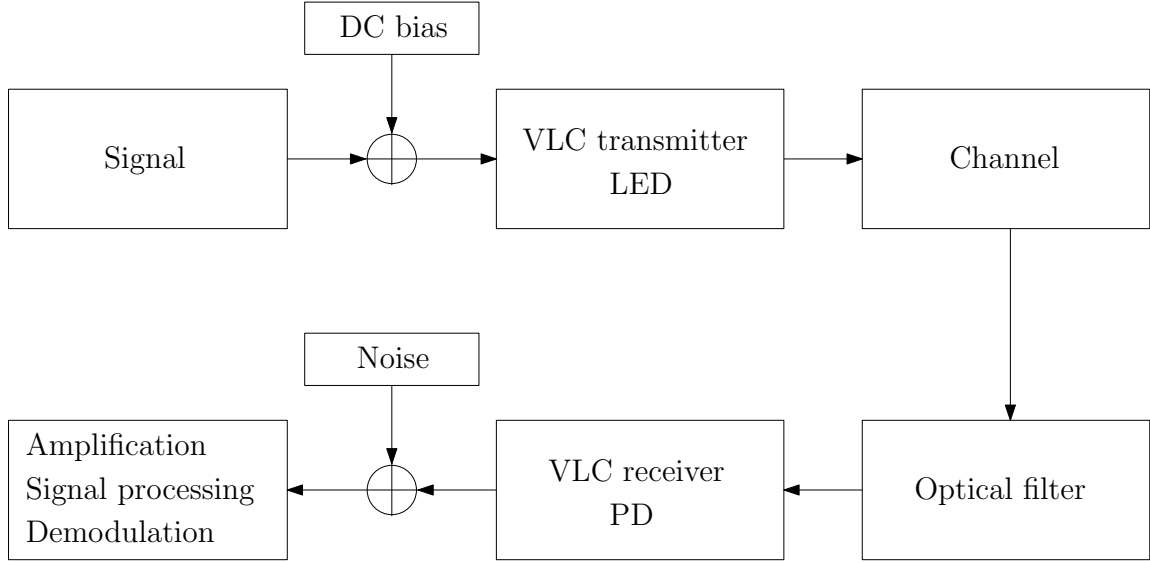 DC bias
Signal
VLC transmitter
LED
Channel
Noise
Amplification
Signal processing
Demodulation
VLC receiver
PD
Optical filter